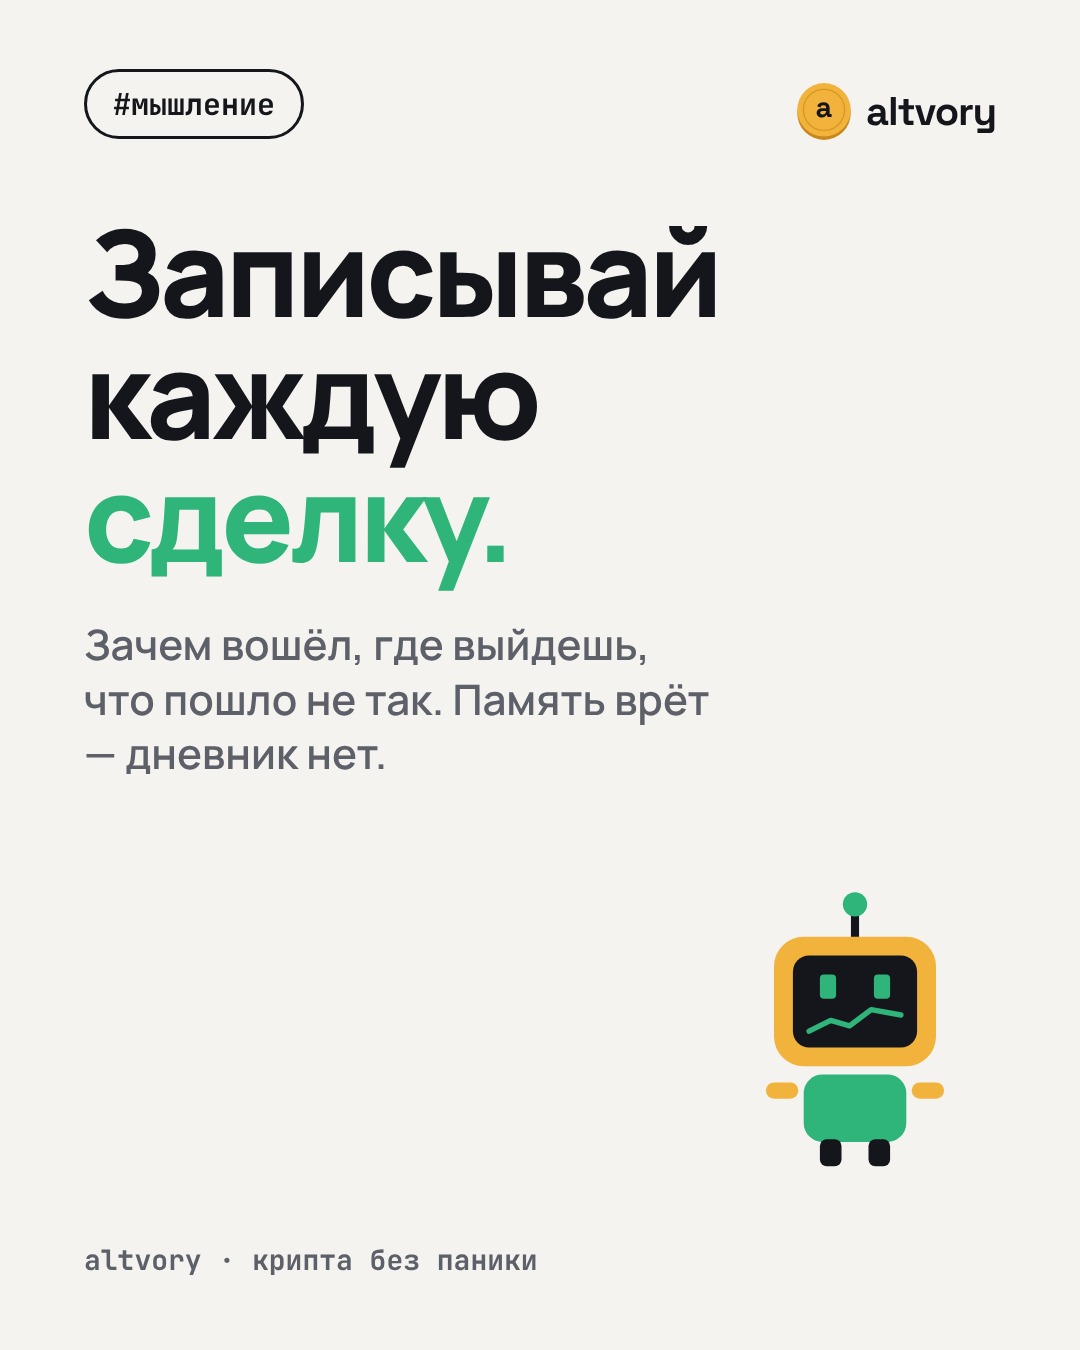 #мышление
a altvory
Записывай
каждую
сделку.
Зачем вошёл, где выйдешь,
что пошло не так. Память врёт
— дневник нет.
altvory · крипта без паники